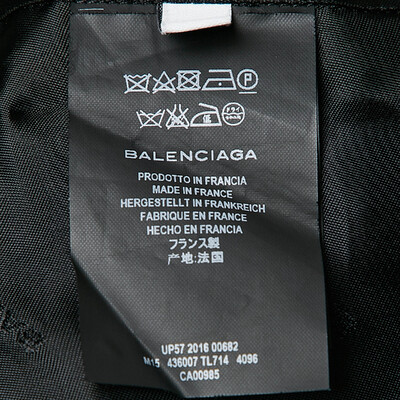 BALENCIAGA
PRODOTTO IN FRANCIA
MADE IN FRANCE
HERGESTELLT IN FRANKREICH
FABRIQUE EN FRANCE
HECHO EN FRANCIA
フランス製
产地:法国
UP57 2016 00682
M15 436007 TL714 4096
CA00985